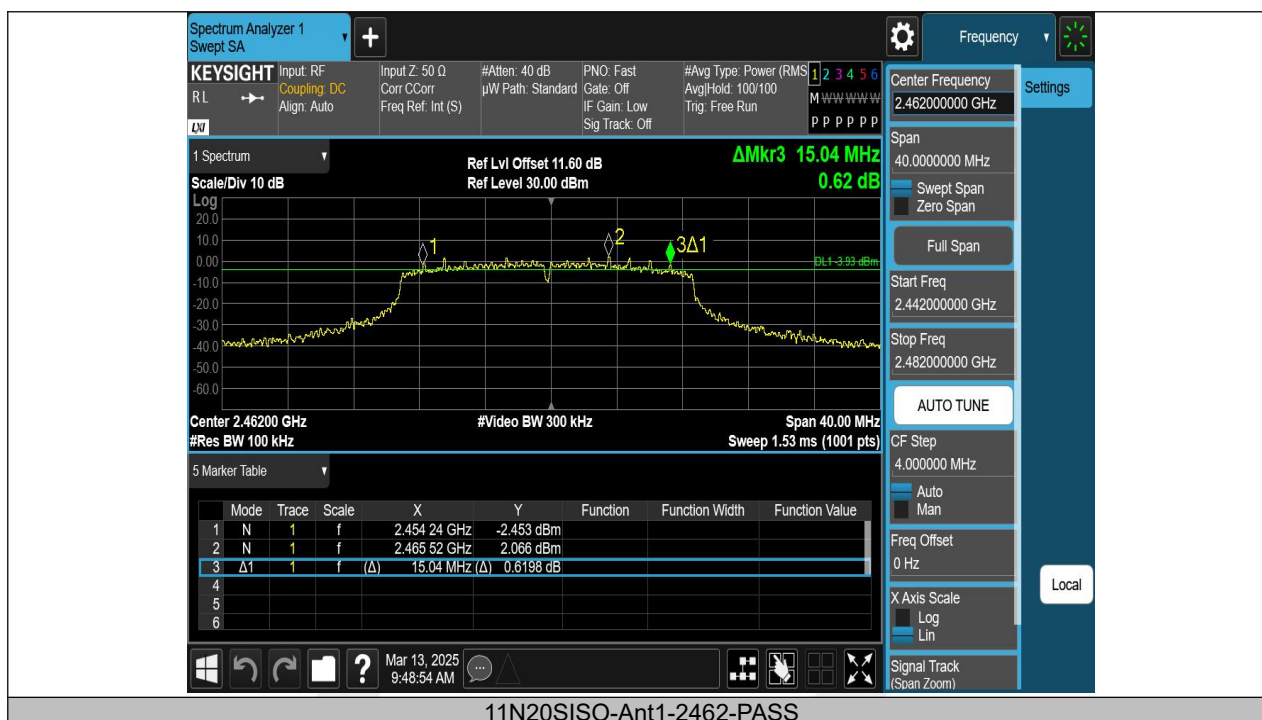 Spectrum Analyzer 1
Swept SA
+
Frequency
KEYSIGHT
RL
LXI
Input: RF
Coupling: DC
Align: Auto
Input Z: 50 Ω
Corr CCorr
Freq Ref: Int (S)
#Atten: 40 dB
µW Path: Standard
PNO: Fast
Gate: Off
IF Gain: Low
Sig Track: Off
#Avg Type: Power (RMS
Avg|Hold: 100/100
Trig: Free Run
1 2 3 4 5 6
M W W W W W
P P P P P P
1 Spectrum
Scale/Div 10 dB
Ref Lvl Offset 11.60 dB
Ref Level 30.00 dBm
ΔMkr3 15.04 MHz
0.62 dB
Log
20.0
10.0
0.00
-10.0
-20.0
-30.0
-40.0
-50.0
-60.0
1
2
3Δ1
DL1 -3.93 dBm
Center 2.46200 GHz
#Video BW 300 kHz
Span 40.00 MHz
#Res BW 100 kHz
Sweep 1.53 ms (1001 pts)
5 Marker Table
Mode Trace Scale X Y Function Function Width Function Value
1 N 1 f 2.454 24 GHz -2.453 dBm
2 N 1 f 2.465 52 GHz 2.066 dBm
3 Δ1 1 f (Δ) 15.04 MHz (Δ) 0.6198 dB
4
5
6
?
Mar 13, 2025
9:48:54 AM
Center Frequency
2.462000000 GHz
Settings
Span
40.0000000 MHz
Swept Span
Zero Span
Full Span
Start Freq
2.442000000 GHz
Stop Freq
2.482000000 GHz
AUTO TUNE
CF Step
4.000000 MHz
Auto
Man
Freq Offset
0 Hz
X Axis Scale
Log
Lin
Local
Signal Track
(Span Zoom)
11N20SISO-Ant1-2462-PASS